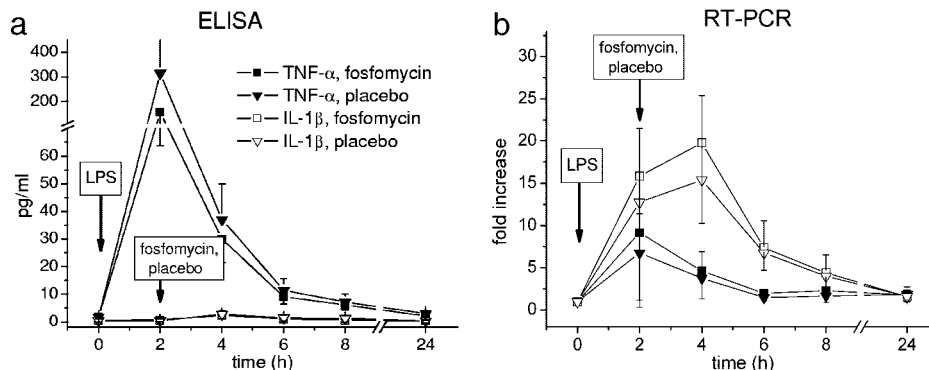 a
ELISA
400
300
200
60
50
40
30
20
10
0
pg/ml
LPS
fosfomycin,
placebo
TNF-α, fosfomycin
TNF-α, placebo
IL-1β, fosfomycin
IL-1β, placebo
0 2 4 6 8 24
time (h)
b
RT-PCR
30
25
20
15
10
5
0
fold increase
LPS
fosfomycin,
placebo
0 2 4 6 8 24
time (h)